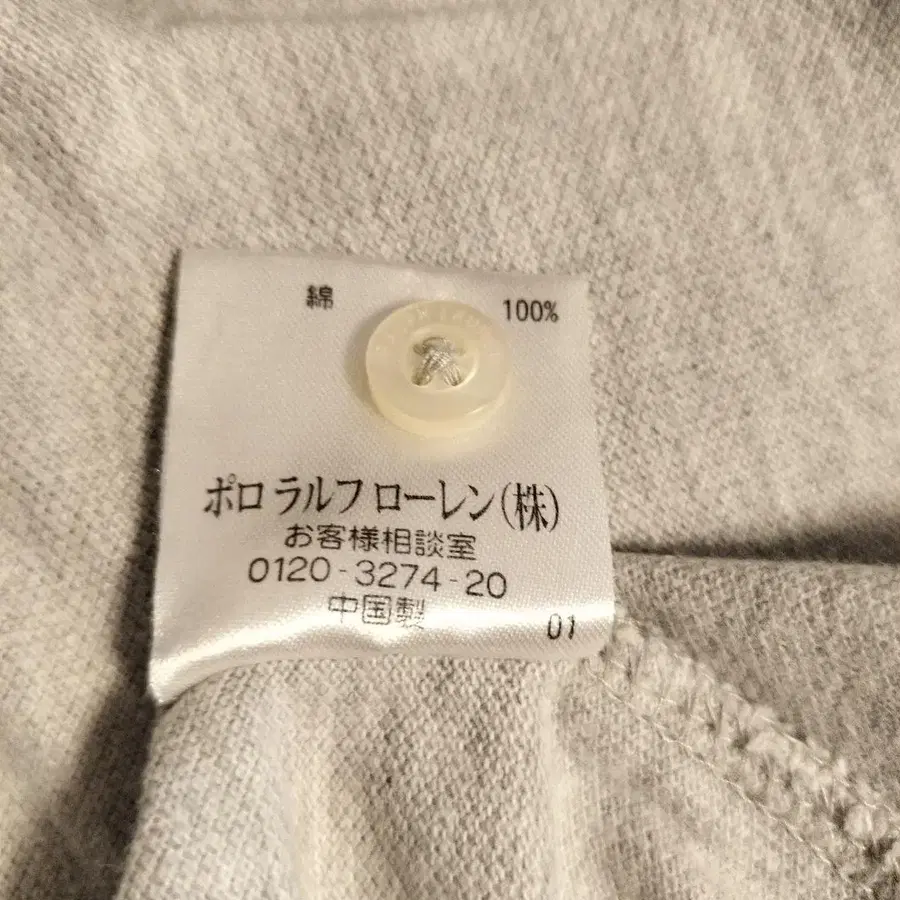 綿 100%
ポロ ラルフ ローレン(株)
お客様相談室
0120-3274-20
中国製
01